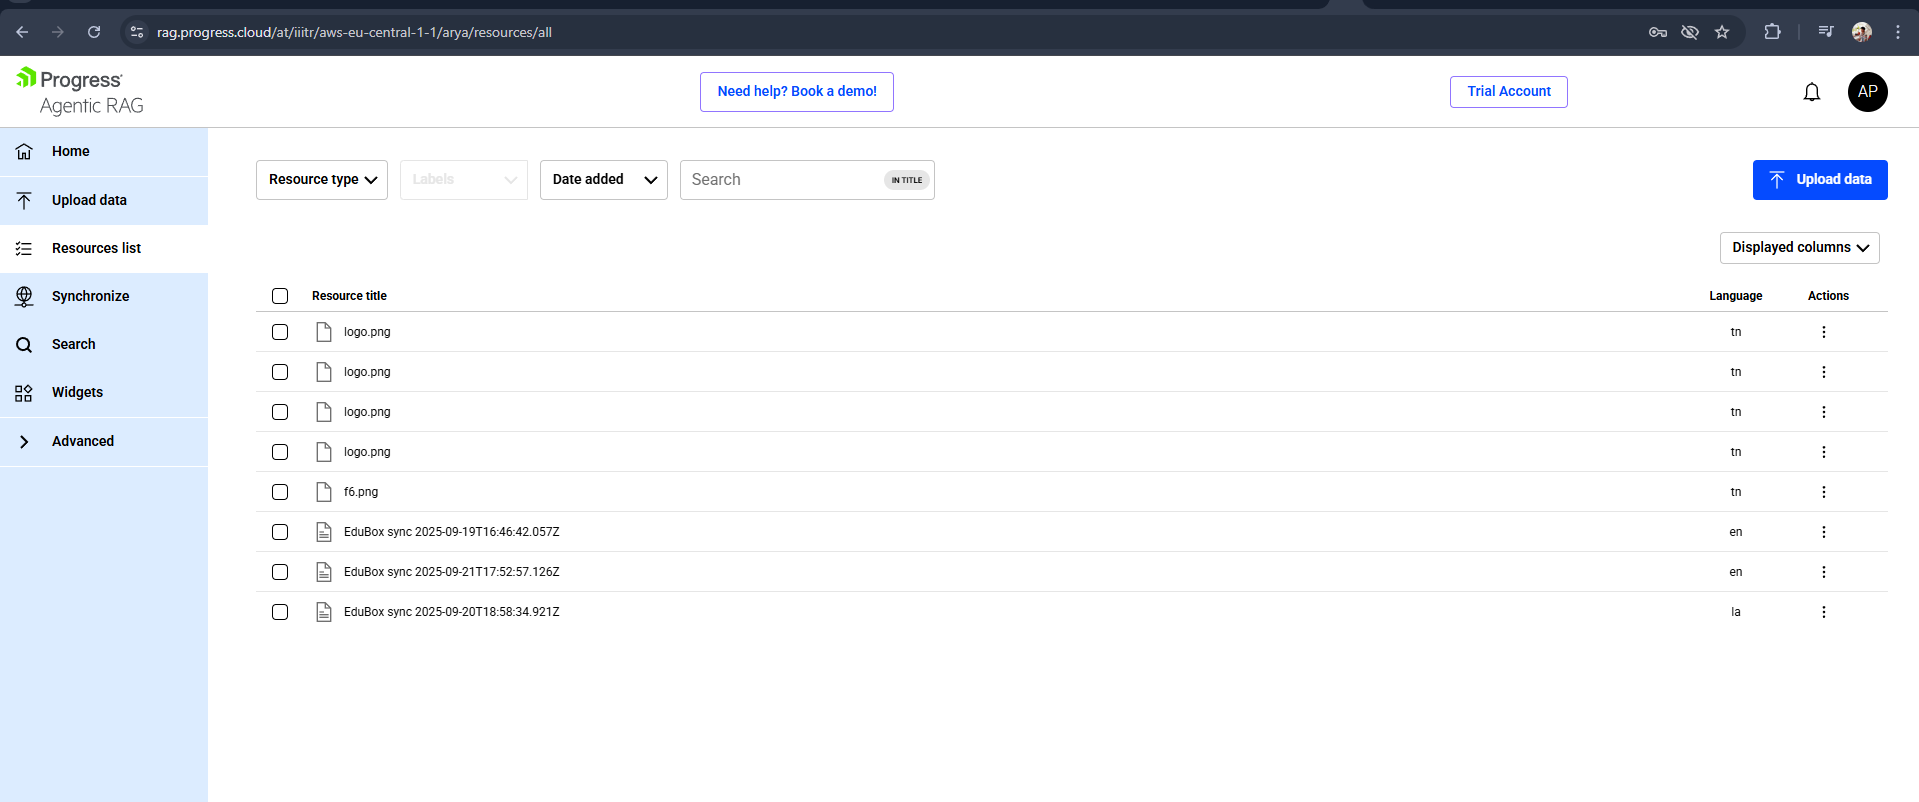 rag.progress.cloud/at/iiitr/aws-eu-central-1-1/arya/resources/all
Progress
Agentic RAG
Need help? Book a demo!
Trial Account
AP
Home
Upload data
Resources list
Synchronize
Search
Widgets
Advanced
Resource type
Labels
Date added
Search
IN TITLE
Upload data
Displayed columns
Resource title Language Actions
logo.png tn
logo.png tn
logo.png tn
logo.png tn
f6.png tn
EduBox sync 2025-09-19T16:46:42.057Z en
EduBox sync 2025-09-21T17:52:57.126Z en
EduBox sync 2025-09-20T18:58:34.921Z la